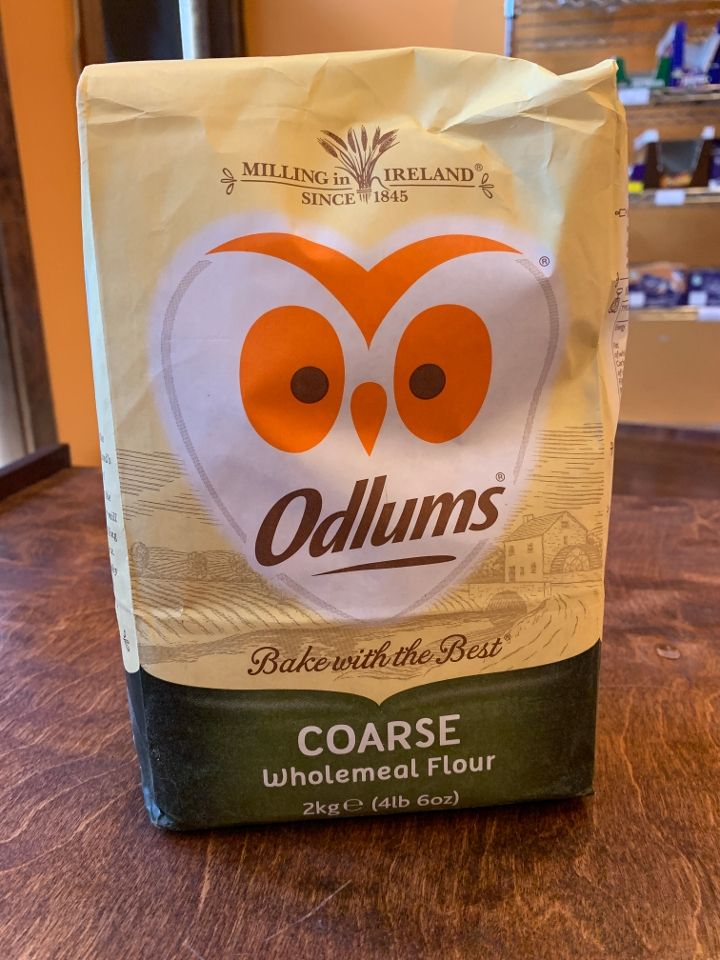 MILLING in IRELAND®
SINCE 1845
®
Odlums®
Bake with the Best®
COARSE
Wholemeal Flour
2kg ℮ (4lb 6oz)